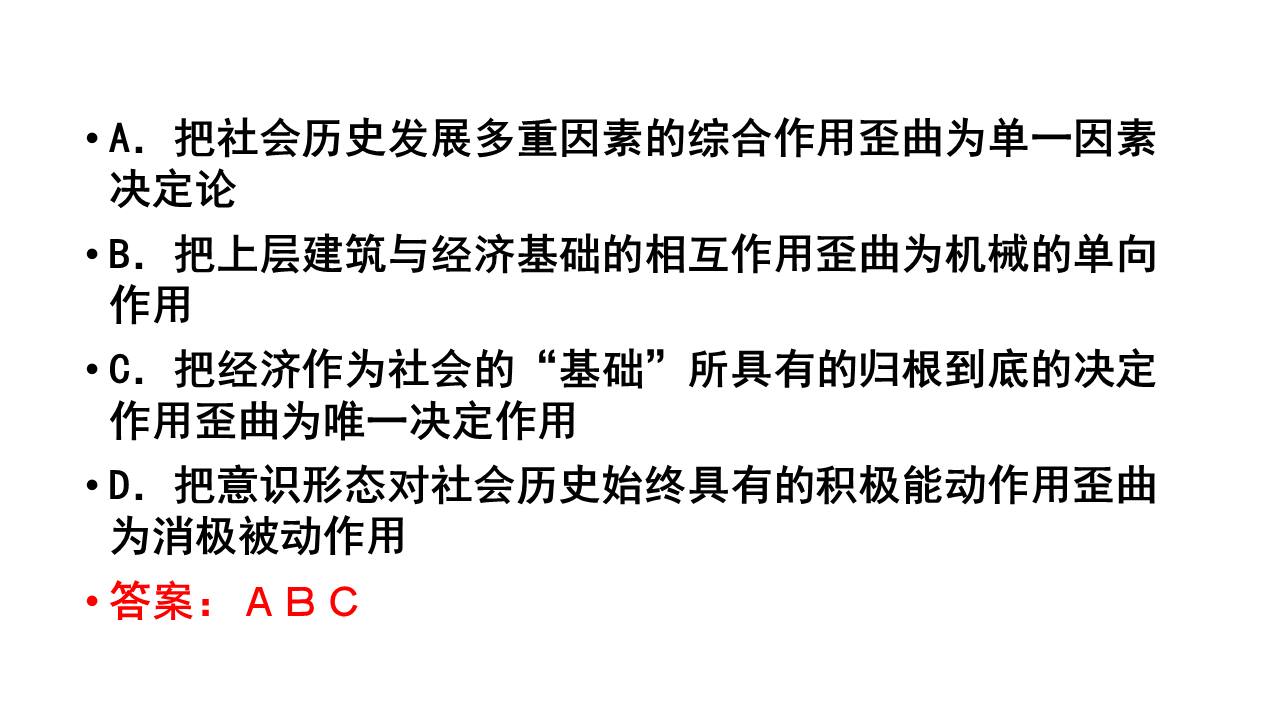 • A．把社会历史发展多重因素的综合作用歪曲为单一因素
决定论
• B．把上层建筑与经济基础的相互作用歪曲为机械的单向
作用
• C．把经济作为社会的“基础”所具有的归根到底的决定
作用歪曲为唯一决定作用
• D．把意识形态对社会历史始终具有的积极能动作用歪曲
为消极被动作用
• 答案：ＡＢＣ